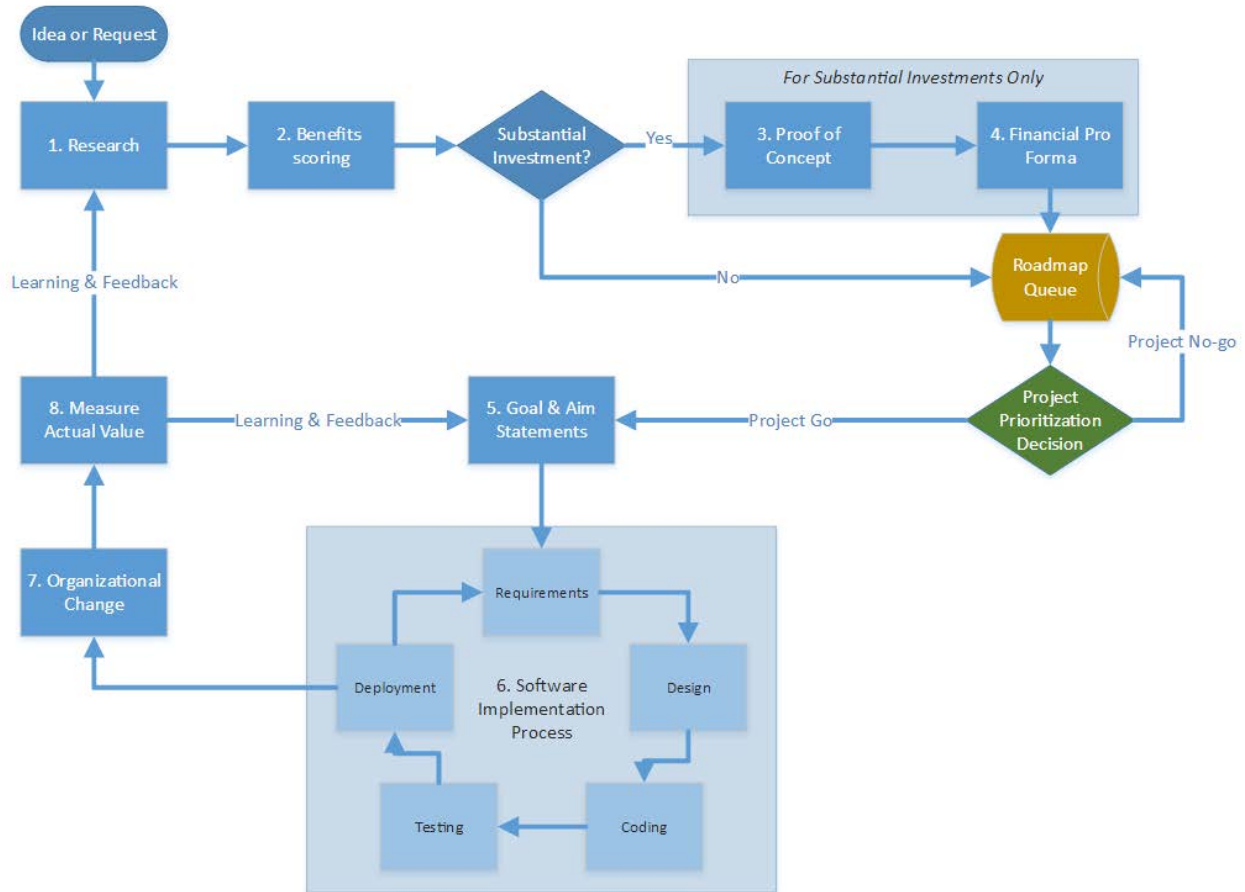 Idea or Request
For Substantial Investments Only
1. Research
2. Benefits
scoring
Substantial
Investment?
Yes
3. Proof of
Concept
4. Financial Pro
Forma
Learning & Feedback
No
Roadmap
Queue
Project No-go
8. Measure
Actual Value
Learning & Feedback
5. Goal & Aim
Statements
Project Go
Project
Prioritization
Decision
7. Organizational
Change
Requirements
Deployment
6. Software
Implementation
Process
Design
Testing
Coding